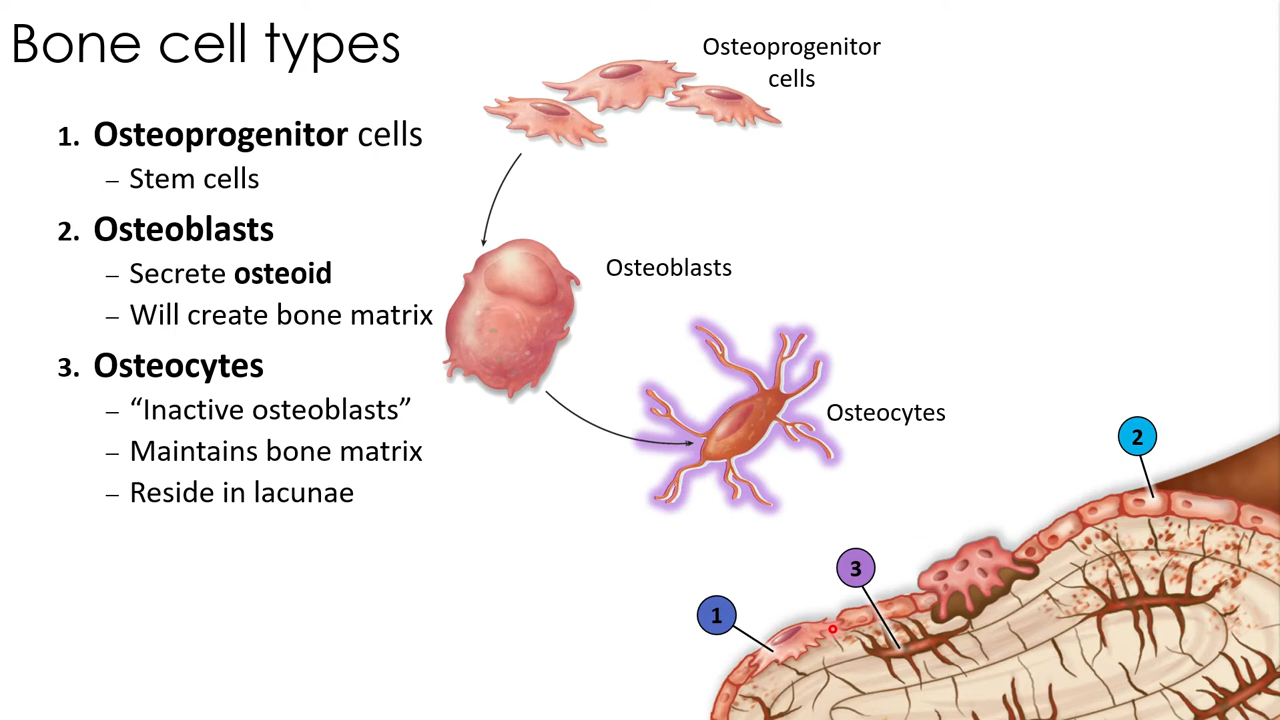 Bone cell types
1. Osteoprogenitor cells
– Stem cells
2. Osteoblasts
– Secrete osteoid
– Will create bone matrix
3. Osteocytes
– “Inactive osteoblasts”
– Maintains bone matrix
– Reside in lacunae
Osteoprogenitor
cells
Osteoblasts
Osteocytes
2
3
1